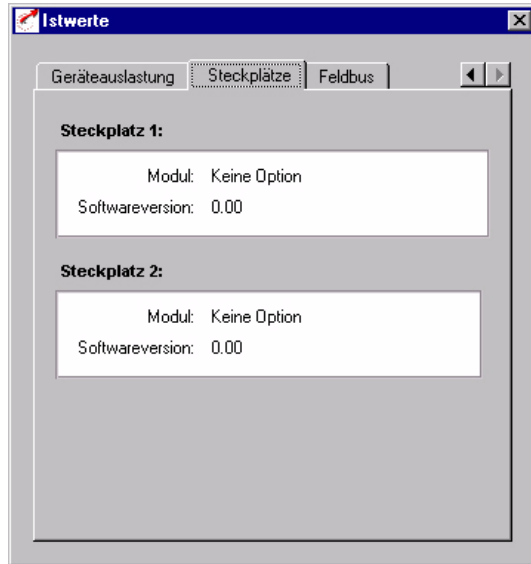 Istwerte
Geräteauslastung Steckplätze Feldbus
Steckplatz 1:
Modul: Keine Option
Softwareversion: 0.00
Steckplatz 2:
Modul: Keine Option
Softwareversion: 0.00